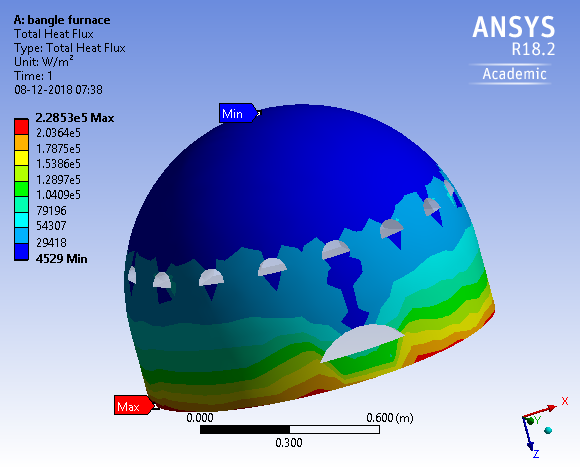 A: bangle furnace
Total Heat Flux
Type: Total Heat Flux
Unit: W/m²
Time: 1
08-12-2018 07:38
ANSYS
R18.2
Academic
2.2853e5 Max
2.0364e5
1.7875e5
1.5386e5
1.2897e5
1.0409e5
79196
54307
29418
4529 Min
Min
Max
0.000
0.600 (m)
0.300
X
Y
Z